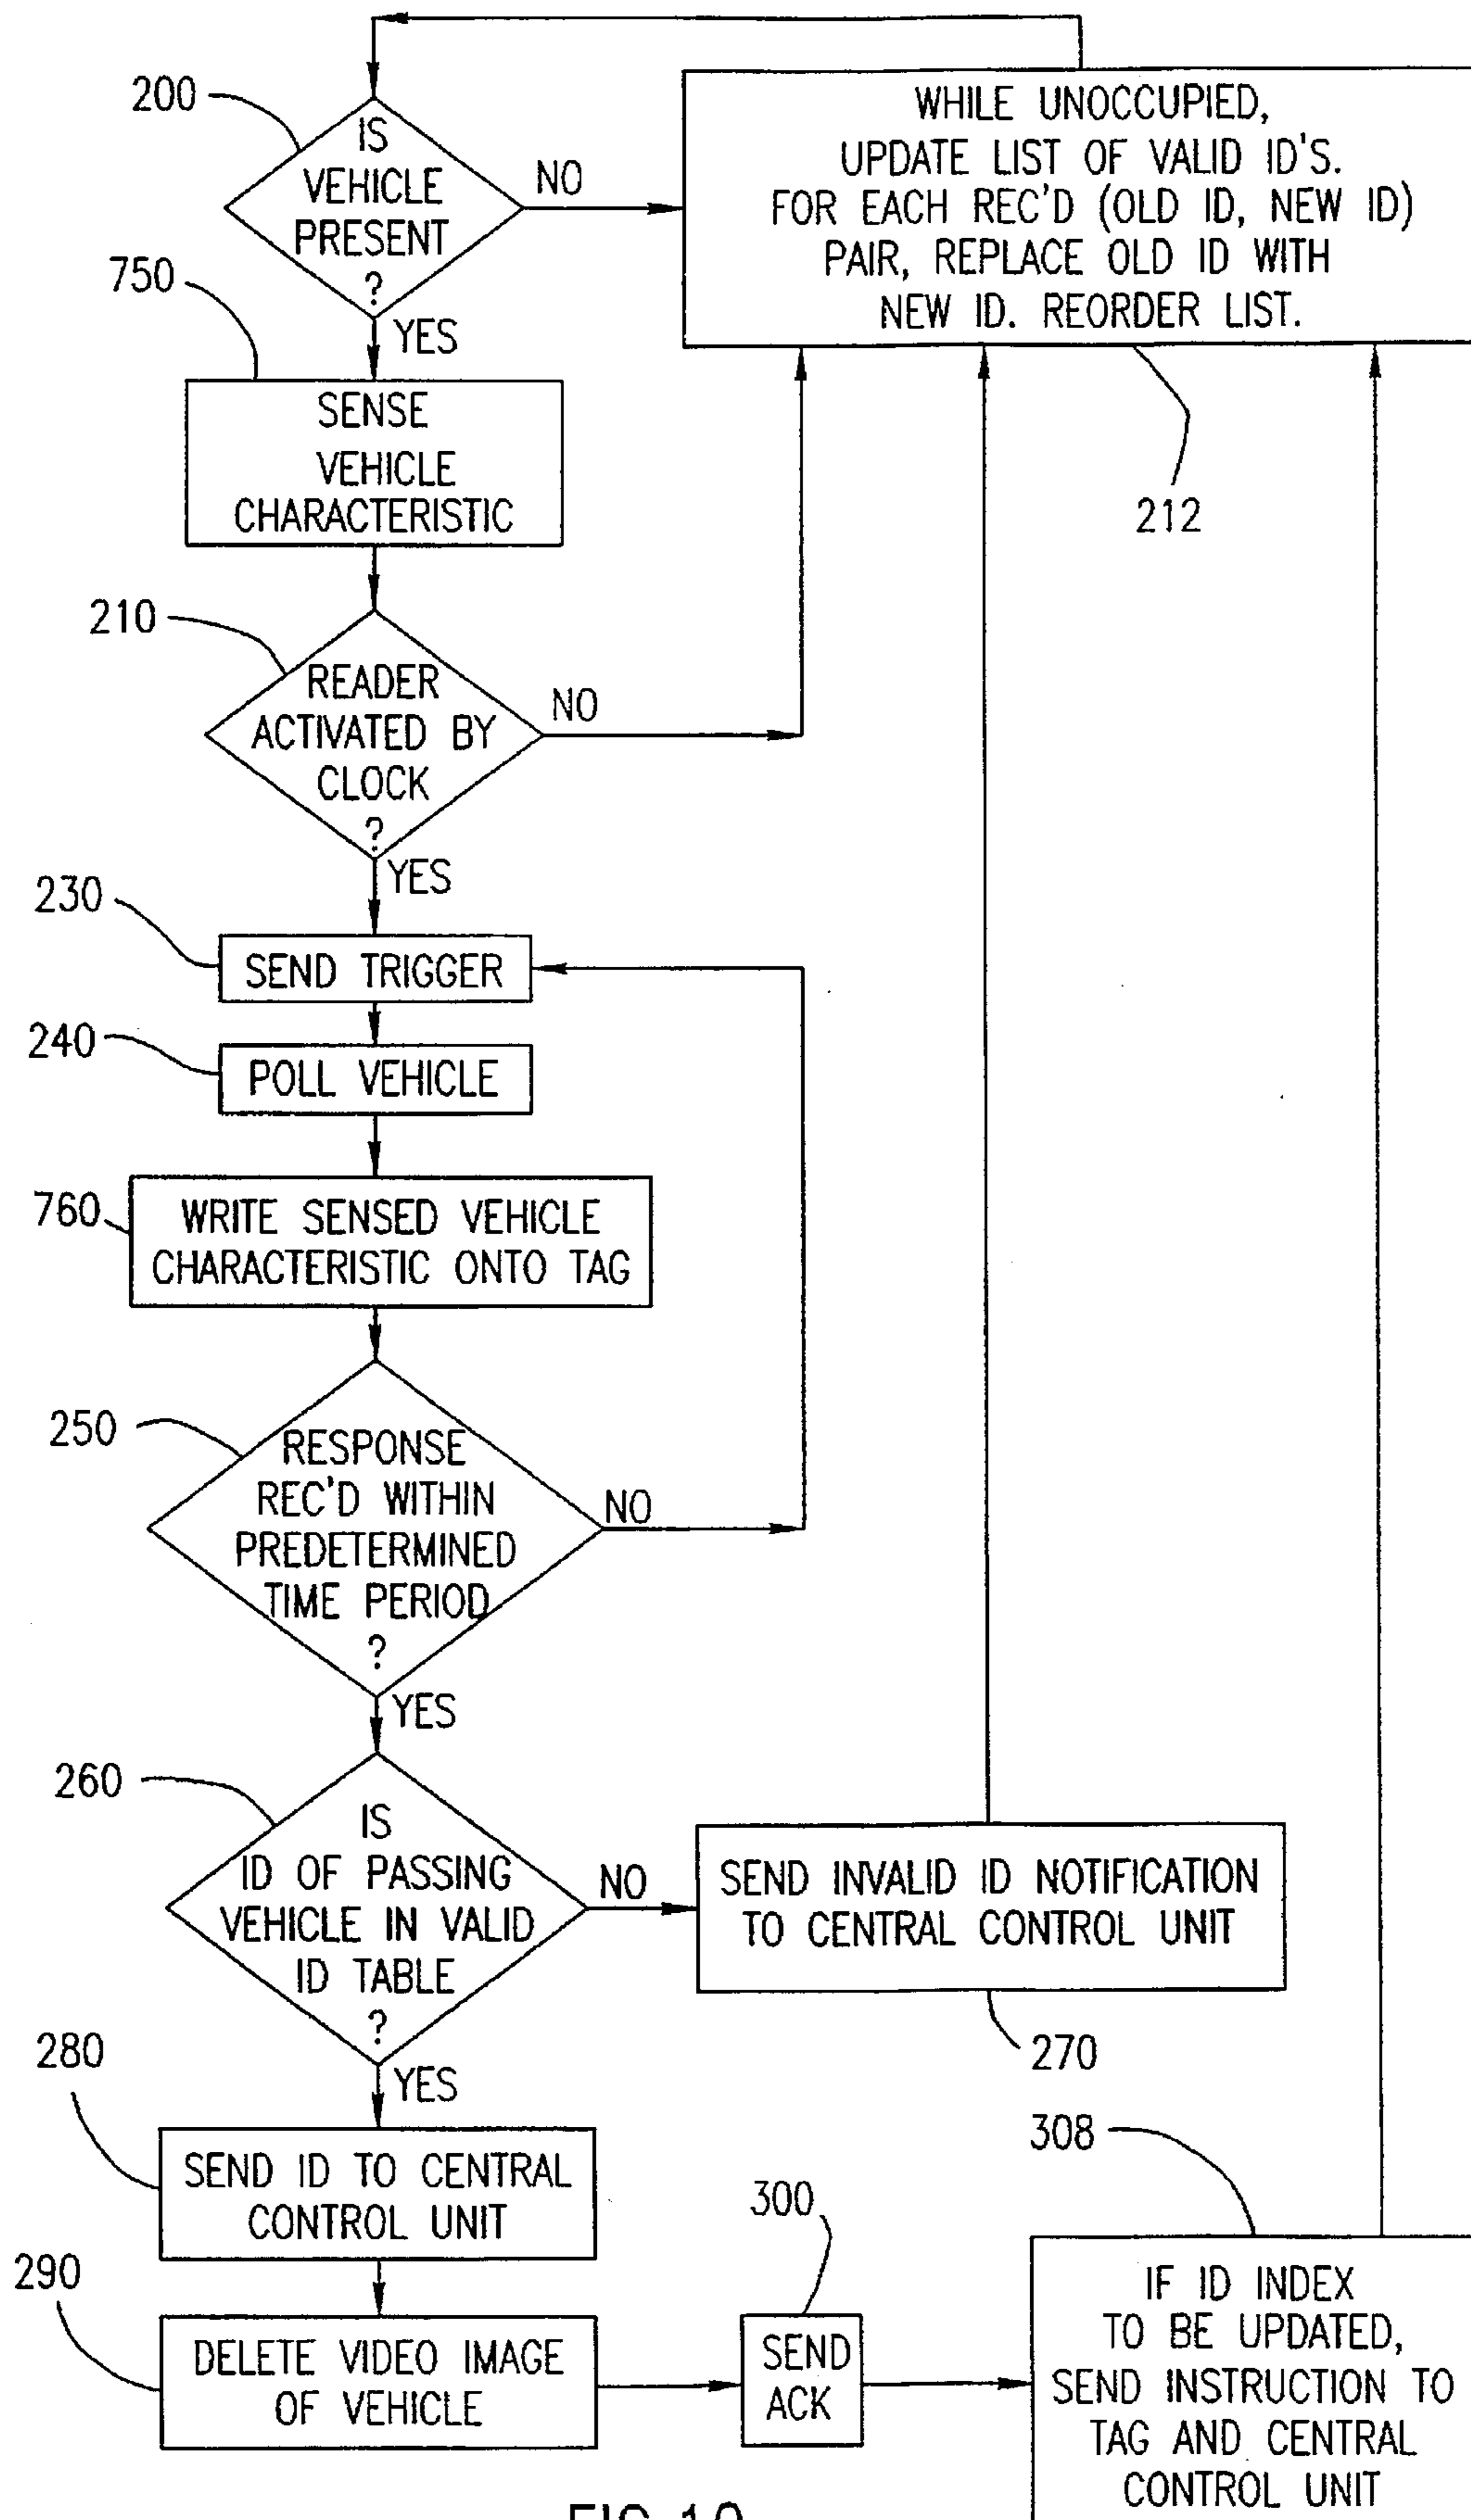 200
IS
VEHICLE
PRESENT
?
NO
YES
WHILE UNOCCUPIED,
UPDATE LIST OF VALID ID'S.
FOR EACH REC'D (OLD ID, NEW ID)
PAIR, REPLACE OLD ID WITH
NEW ID. REORDER LIST.
212
750
SENSE
VEHICLE
CHARACTERISTIC
210
READER
ACTIVATED BY
CLOCK
?
NO
YES
230
SEND TRIGGER
240
POLL VEHICLE
760
WRITE SENSED VEHICLE
CHARACTERISTIC ONTO TAG
250
RESPONSE
REC'D WITHIN
PREDETERMINED
TIME PERIOD
?
NO
YES
260
IS
ID OF PASSING
VEHICLE IN VALID
ID TABLE
?
NO
YES
SEND INVALID ID NOTIFICATION
TO CENTRAL CONTROL UNIT
270
280
SEND ID TO CENTRAL
CONTROL UNIT
290
DELETE VIDEO IMAGE
OF VEHICLE
300
SEND
ACK
308
IF ID INDEX
TO BE UPDATED,
SEND INSTRUCTION TO
TAG AND CENTRAL
CONTROL UNIT